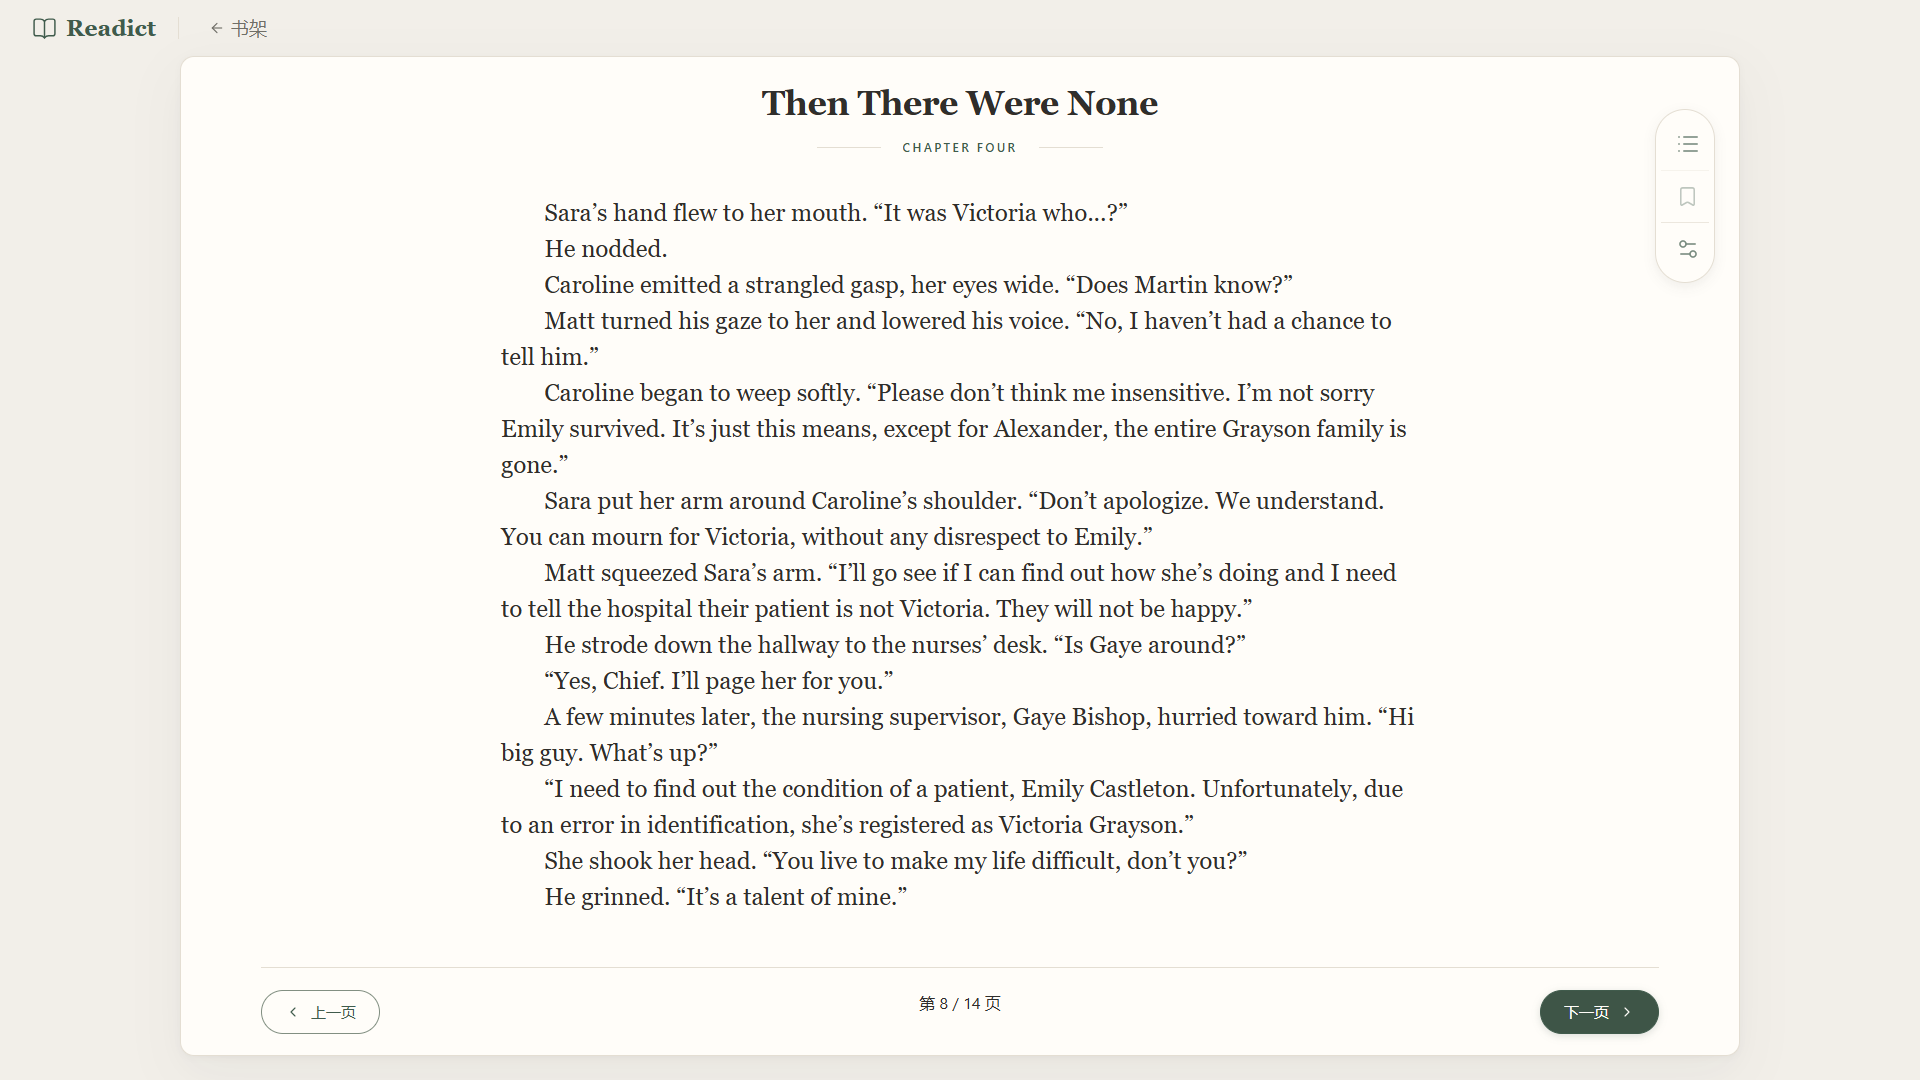 Readict
书架
Then There Were None
CHAPTER FOUR
Sara’s hand flew to her mouth. “It was Victoria who...?”
He nodded.
Caroline emitted a strangled gasp, her eyes wide. “Does Martin know?”
Matt turned his gaze to her and lowered his voice. “No, I haven’t had a chance to
tell him.”
Caroline began to weep softly. “Please don’t think me insensitive. I’m not sorry
Emily survived. It’s just this means, except for Alexander, the entire Grayson family is
gone.”
Sara put her arm around Caroline’s shoulder. “Don’t apologize. We understand.
You can mourn for Victoria, without any disrespect to Emily.”
Matt squeezed Sara’s arm. “I’ll go see if I can find out how she’s doing and I need
to tell the hospital their patient is not Victoria. They will not be happy.”
He strode down the hallway to the nurses’ desk. “Is Gaye around?”
“Yes, Chief. I’ll page her for you.”
A few minutes later, the nursing supervisor, Gaye Bishop, hurried toward him. “Hi
big guy. What’s up?”
“I need to find out the condition of a patient, Emily Castleton. Unfortunately, due
to an error in identification, she’s registered as Victoria Grayson.”
She shook her head. “You live to make my life difficult, don’t you?”
He grinned. “It’s a talent of mine.”
上一页
第 8 / 14 页
下一页